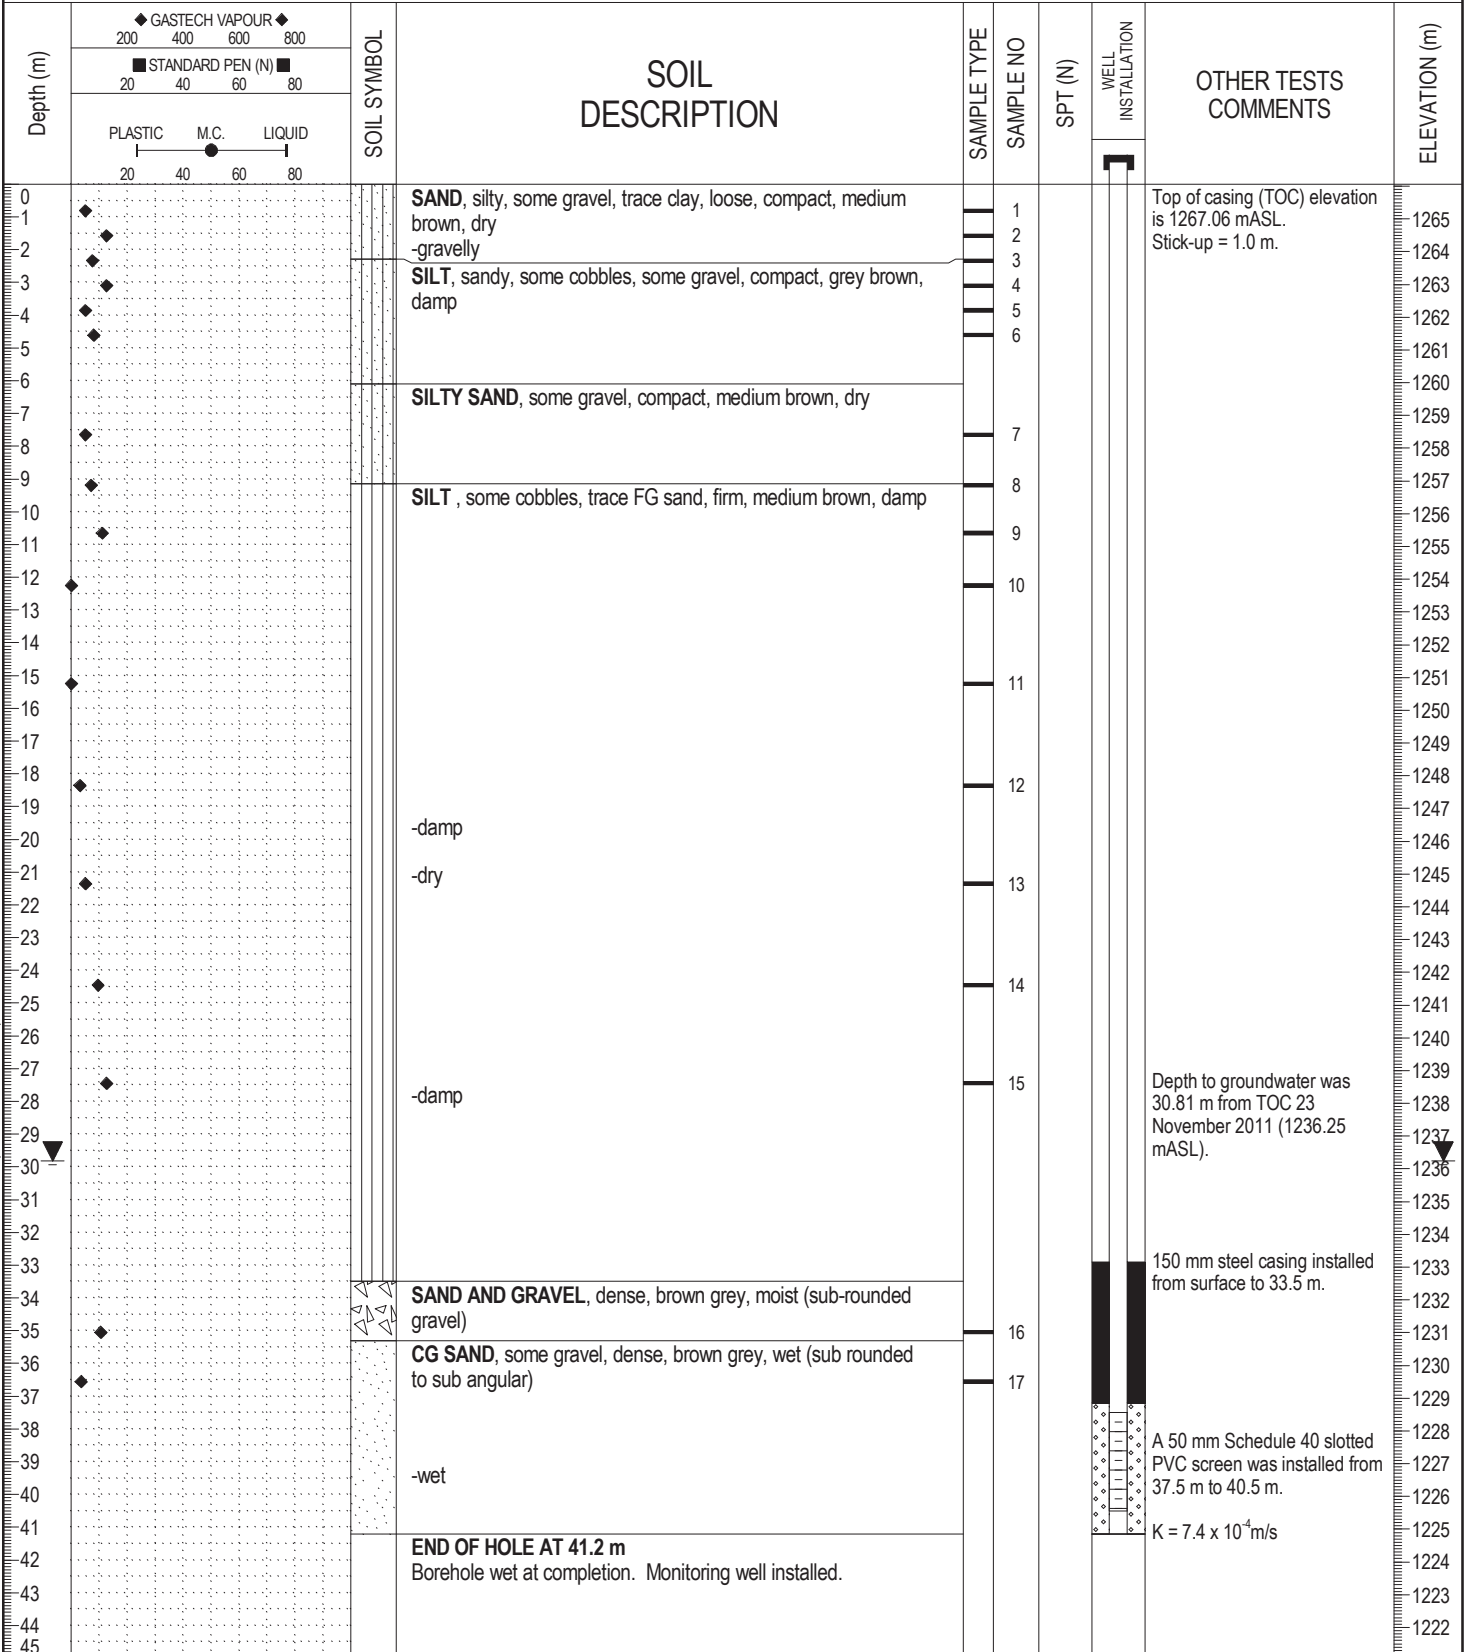 Depth (m)
◆ GASTECH VAPOUR ◆
200 400 600 800
■ STANDARD PEN (N) ■
20 40 60 80
PLASTIC M.C. LIQUID
20 40 60 80
SOIL SYMBOL
SOIL
DESCRIPTION
SAMPLE TYPE
SAMPLE NO
SPT (N)
WELL
INSTALLATION
OTHER TESTS
COMMENTS
ELEVATION (m)
0
1
2
3
4
5
6
7
8
9
10
11
12
13
14
15
16
17
18
19
20
21
22
23
24
25
26
27
28
29
30
31
32
33
34
35
36
37
38
39
40
41
42
43
44
45
SAND, silty, some gravel, trace clay, loose, compact, medium
brown, dry
-gravelly
SILT, sandy, some cobbles, some gravel, compact, grey brown,
damp
SILTY SAND, some gravel, compact, medium brown, dry
SILT , some cobbles, trace FG sand, firm, medium brown, damp
-damp
-dry
-damp
SAND AND GRAVEL, dense, brown grey, moist (sub-rounded
gravel)
CG SAND, some gravel, dense, brown grey, wet (sub rounded
to sub angular)
-wet
END OF HOLE AT 41.2 m
Borehole wet at completion. Monitoring well installed.
1
2
3
4
5
6
7
8
9
10
11
12
13
14
15
16
17
Top of casing (TOC) elevation
is 1267.06 mASL.
Stick-up = 1.0 m.
Depth to groundwater was
30.81 m from TOC 23
November 2011 (1236.25
mASL).
150 mm steel casing installed
from surface to 33.5 m.
A 50 mm Schedule 40 slotted
PVC screen was installed from
37.5 m to 40.5 m.
K = 7.4 x 10⁻⁴m/s
1265
1264
1263
1262
1261
1260
1259
1258
1257
1256
1255
1254
1253
1252
1251
1250
1249
1248
1247
1246
1245
1244
1243
1242
1241
1240
1239
1238
1237
1236
1235
1234
1233
1232
1231
1230
1229
1228
1227
1226
1225
1224
1223
1222